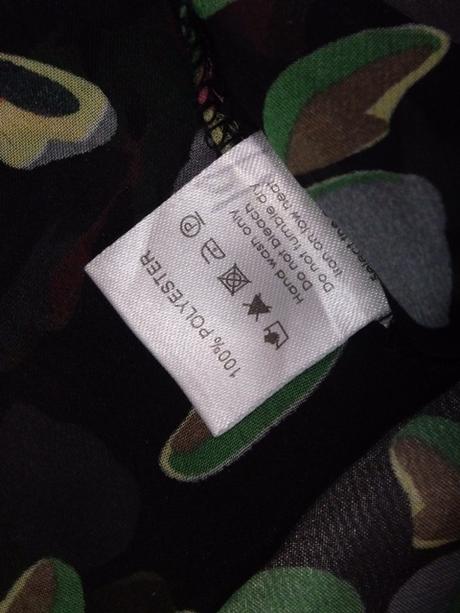 100% POLYESTER
P
Hand wash only
Do not bleach
Do not tumble dry
Iron on low heat